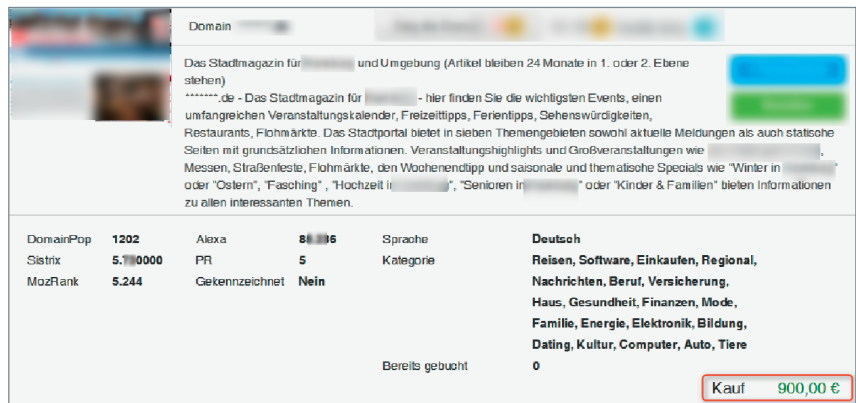 Domain
Das Stadtmagazin für und Umgebung (Artikel bleiben 24 Monate in 1. oder 2. Ebene
stehen)
*******.de - Das Stadtmagazin für - hier finden Sie die wichtigsten Events, einen
umfangreichen Veranstaltungskalender, Freizeittipps, Ferientipps, Sehenswürdigkeiten,
Restaurants, Flohmärkte. Das Stadtportal bietet in sieben Themengebieten sowohl aktuelle Meldungen als auch statische
Seiten mit grundsätzlichen Informationen. Veranstaltungshighlights und Großveranstaltungen wie ,
Messen, Straßenfeste, Flohmärkte, den Wochenendtipp und saisonale und thematische Specials wie "Winter in "
oder "Ostern", "Fasching" , "Hochzeit i ", "Senioren in " oder "Kinder & Familien" bieten Informationen
zu allen interessanten Themen.
DomainPop 1202 Alexa Sprache Deutsch
Sistrix PR 5 Kategorie Reisen, Software, Einkaufen, Regional,
MozRank 5.244 Gekennzeichnet Nein Nachrichten, Beruf, Versicherung,
Haus, Gesundheit, Finanzen, Mode,
Familie, Energie, Elektronik, Bildung,
Dating, Kultur, Computer, Auto, Tiere
Bereits gebucht 0
Kauf 900,00 €